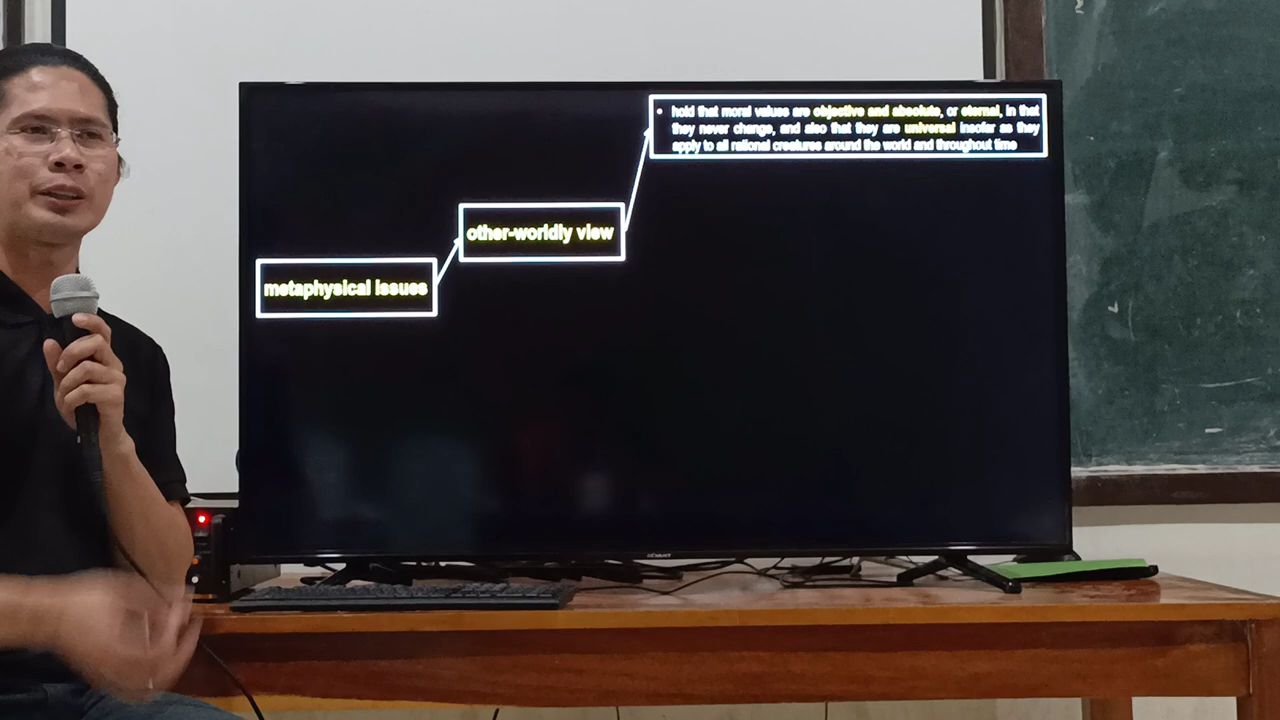 • hold that moral values are objective and absolute, or eternal, in that
they never change, and also that they are universal insofar as they
apply to all rational creatures around the world and throughout time
other-worldly view
metaphysical issues